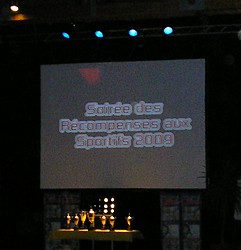 Soirée des
Récompenses aux
Sportifs 2009